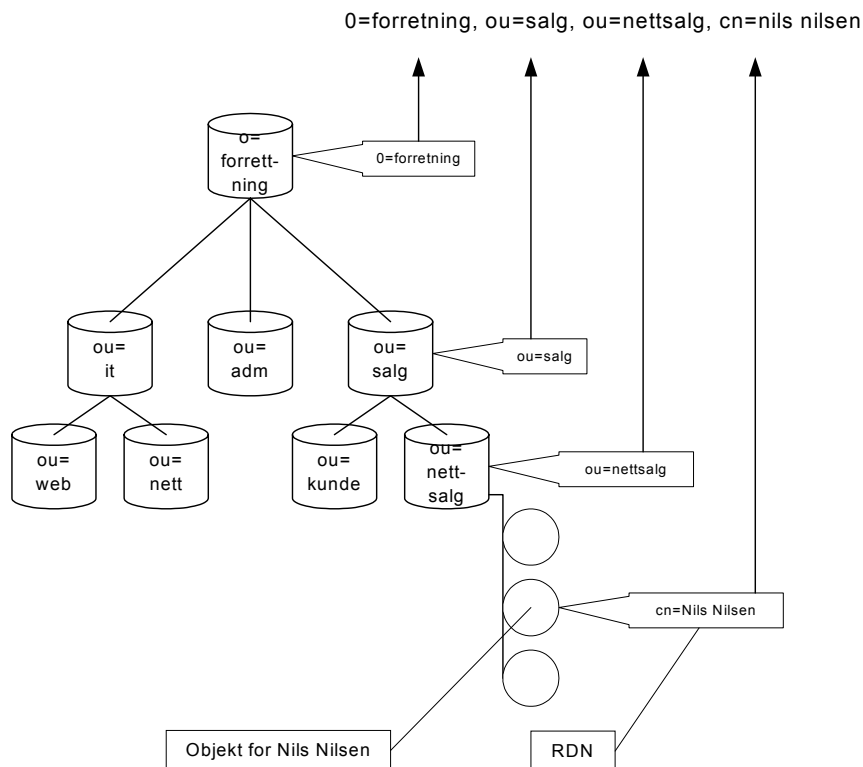 0=forretning, ou=salg, ou=nettsalg, cn=nils nilsen
o=
forrett-
ning
0=forretning
ou=
it
ou=
adm
ou=
salg
ou=salg
ou=
web
ou=
nett
ou=
kunde
ou=
nett-
salg
ou=nettsalg
cn=Nils Nilsen
Objekt for Nils Nilsen
RDN